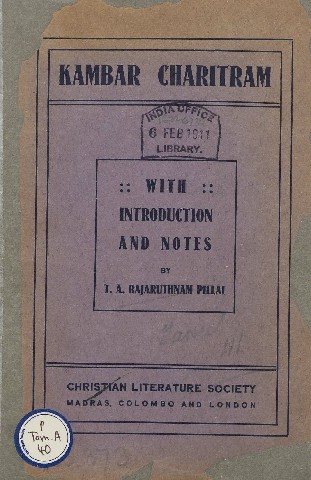 KAMBAR CHARITRAM
INDIA OFFICE
6 FEB 1911
LIBRARY.
:: WITH ::
INTRODUCTION
AND NOTES
BY
T. A. RAJARUTHNAM PILLAI
CHRISTIAN LITERATURE SOCIETY
MADRAS, COLOMBO AND LONDON
P
Tam. A
40